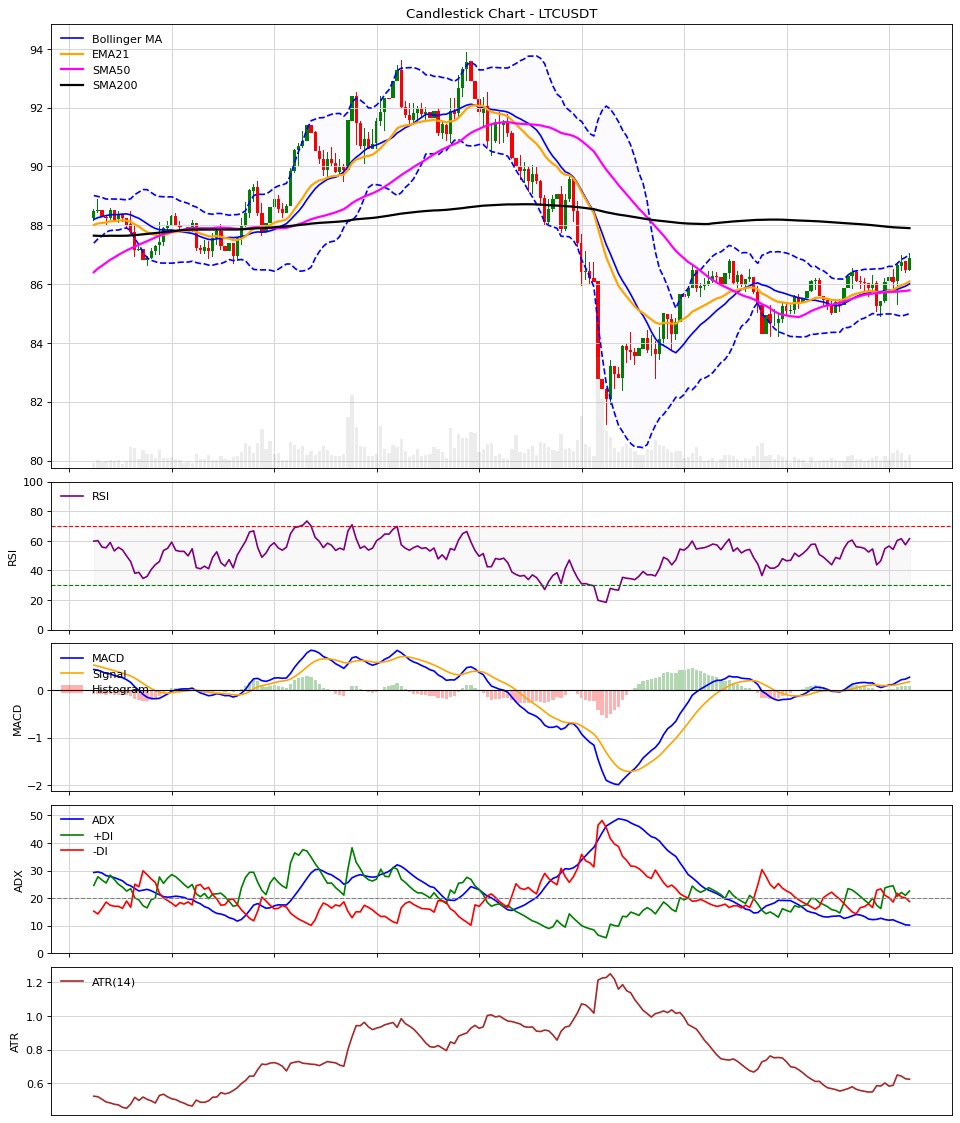 Candlestick Chart - LTCUSDT
Bollinger MA
EMA21
SMA50
SMA200
94
92
90
88
86
84
82
80
RSI
100
80
60
40
20
0
RSI
MACD
Signal
Histogram
0
−1
−2
MACD
ADX
+DI
-DI
50
40
30
20
10
0
ADX
ATR(14)
1.2
1.0
0.8
0.6
ATR